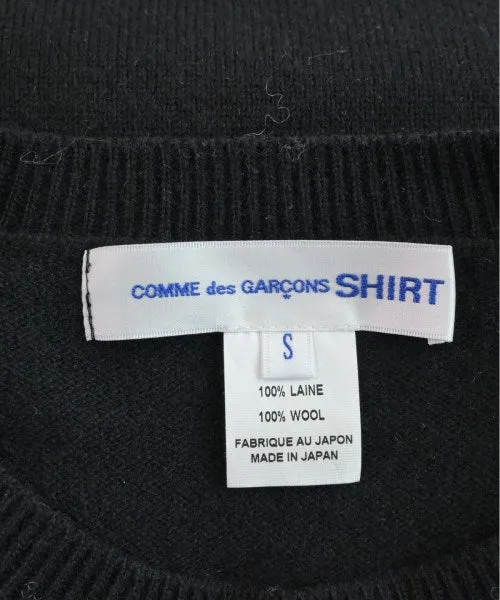 COMME des GARÇONS SHIRT
S
100% LAINE
100% WOOL
FABRIQUE AU JAPON
MADE IN JAPAN